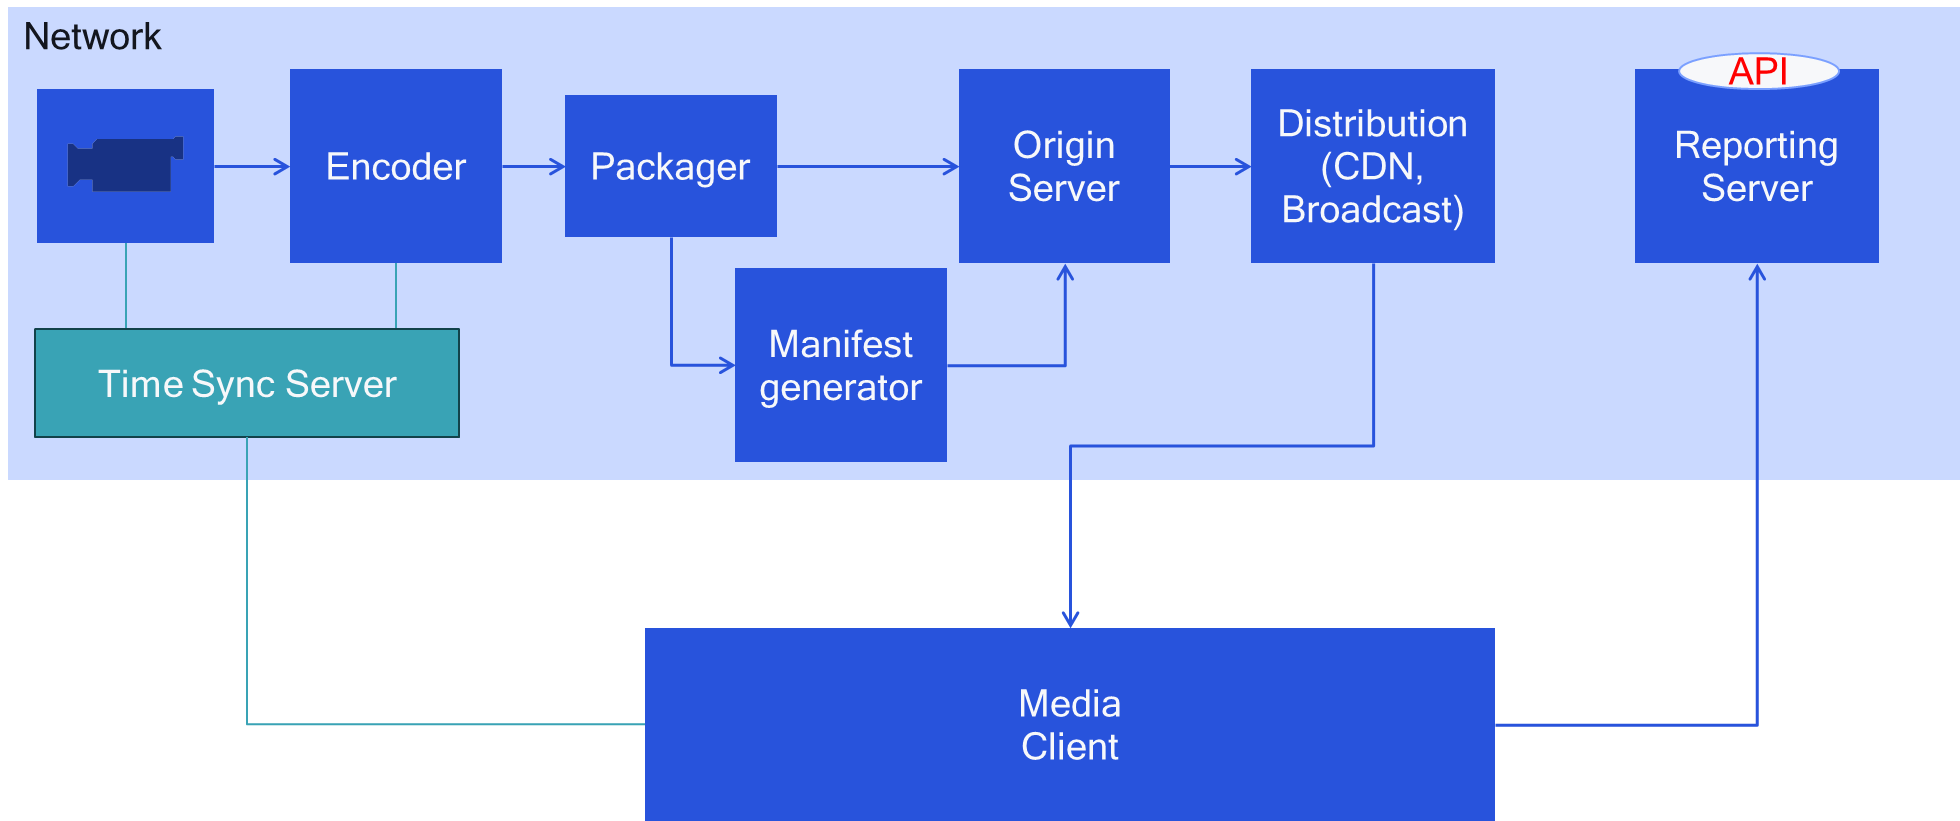 Network
Encoder
Packager
Origin
Server
Distribution
(CDN,
Broadcast)
API
Reporting
Server
Manifest
generator
Time Sync Server
Media
Client